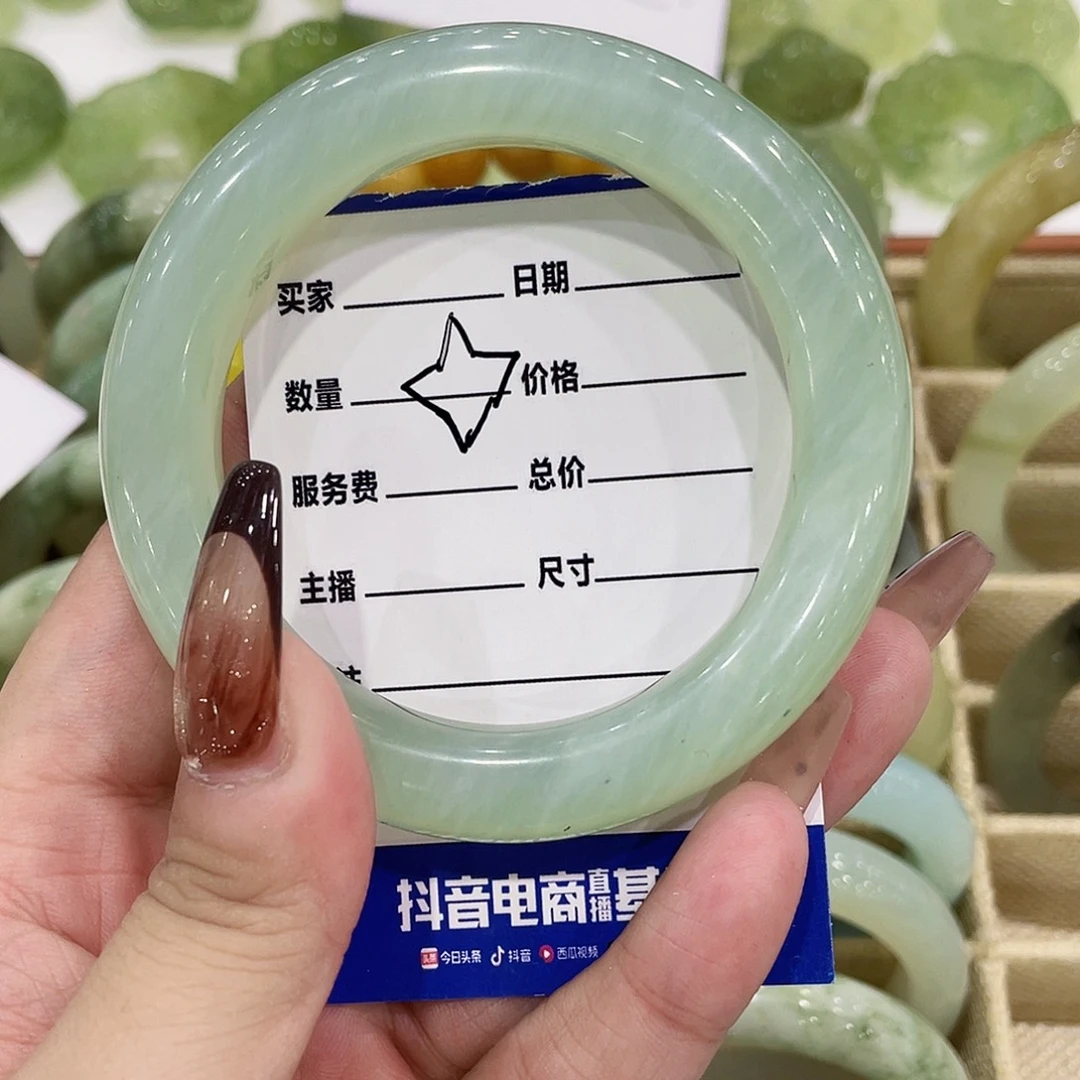 买家 日期
数量 价格
服务费 总价
主播 尺寸
抖音电商直播基
今日头条 抖音 西瓜视频